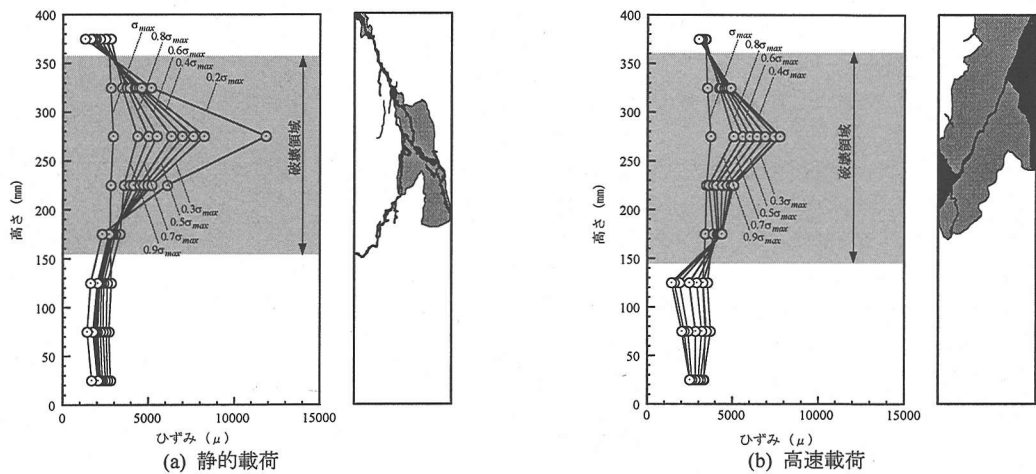 400
350
300
250
200
150
100
50
0
高さ (mm)
σmax
0.8σmax
0.6σmax
0.4σmax
0.2σmax
破壊領域
0.3σmax
0.5σmax
0.7σmax
0.9σmax
0 5000 10000 15000
ひずみ (μ)
(a) 静的載荷
400
350
300
250
200
150
100
50
0
高さ (mm)
σmax
0.8σmax
0.6σmax
0.4σmax
破壊領域
0.3σmax
0.5σmax
0.7σmax
0.9σmax
0 5000 10000 15000
ひずみ (μ)
(b) 高速載荷